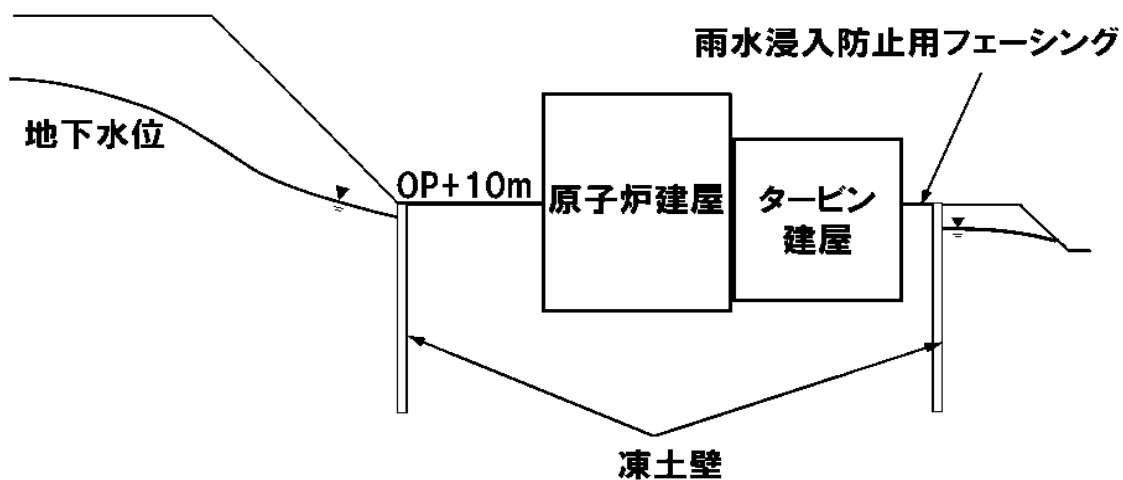 雨水浸入防止用フェーシング
地下水位
OP+10m
原子炉建屋
タービン
建屋
凍土壁